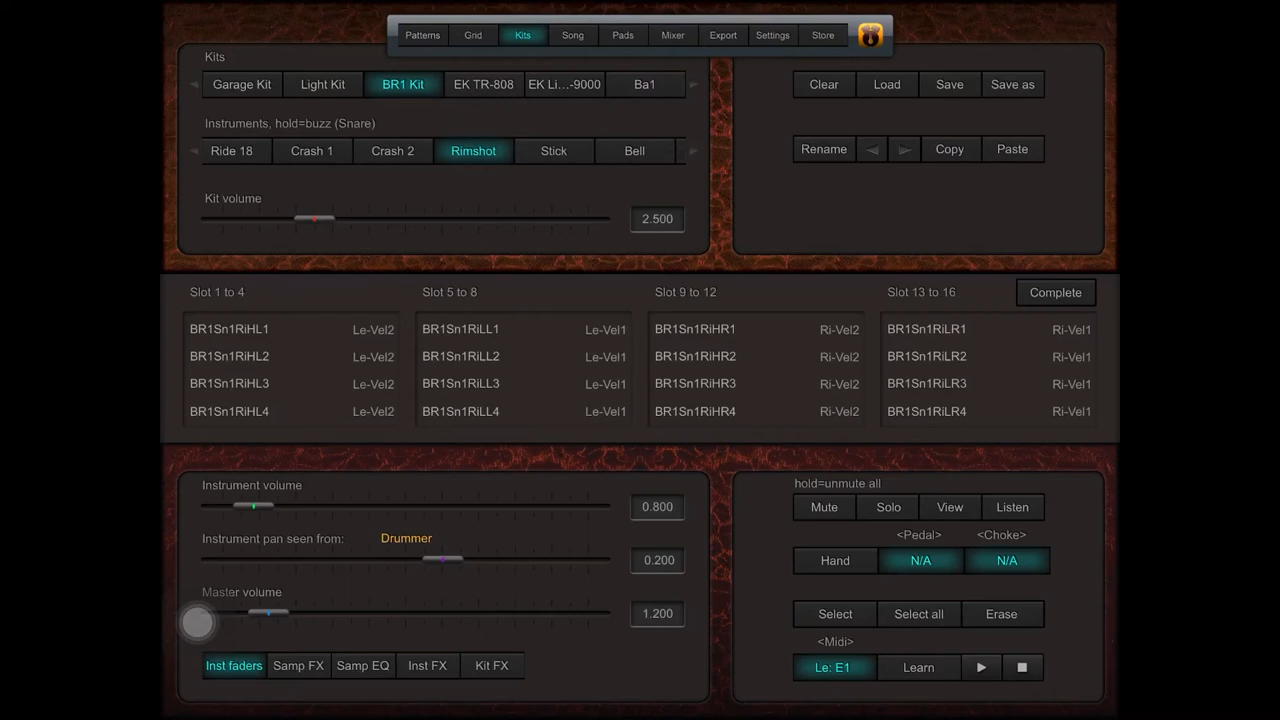 Patterns Grid Kits Song Pads Mixer Export Settings Store
Kits
Garage Kit Light Kit BR1 Kit EK TR-808 EK Li...-9000 Ba1
Clear Load Save Save as
Instruments, hold=buzz (Snare)
Ride 18 Crash 1 Crash 2 Rimshot Stick Bell
Rename Copy Paste
Kit volume
2.500
Slot 1 to 4 Slot 5 to 8 Slot 9 to 12 Slot 13 to 16 Complete
BR1Sn1RiHL1 Le-Vel2 BR1Sn1RiLL1 Le-Vel1 BR1Sn1RiHR1 Ri-Vel2 BR1Sn1RiLR1 Ri-Vel1
BR1Sn1RiHL2 Le-Vel2 BR1Sn1RiLL2 Le-Vel1 BR1Sn1RiHR2 Ri-Vel2 BR1Sn1RiLR2 Ri-Vel1
BR1Sn1RiHL3 Le-Vel2 BR1Sn1RiLL3 Le-Vel1 BR1Sn1RiHR3 Ri-Vel2 BR1Sn1RiLR3 Ri-Vel1
BR1Sn1RiHL4 Le-Vel2 BR1Sn1RiLL4 Le-Vel1 BR1Sn1RiHR4 Ri-Vel2 BR1Sn1RiLR4 Ri-Vel1
Instrument volume
0.800
Instrument pan seen from: Drummer
0.200
Master volume
1.200
Inst faders Samp FX Samp EQ Inst FX Kit FX
hold=unmute all
Mute Solo View Listen
<Pedal> <Choke>
Hand N/A N/A
Select Select all Erase
<Midi>
Le: E1 Learn